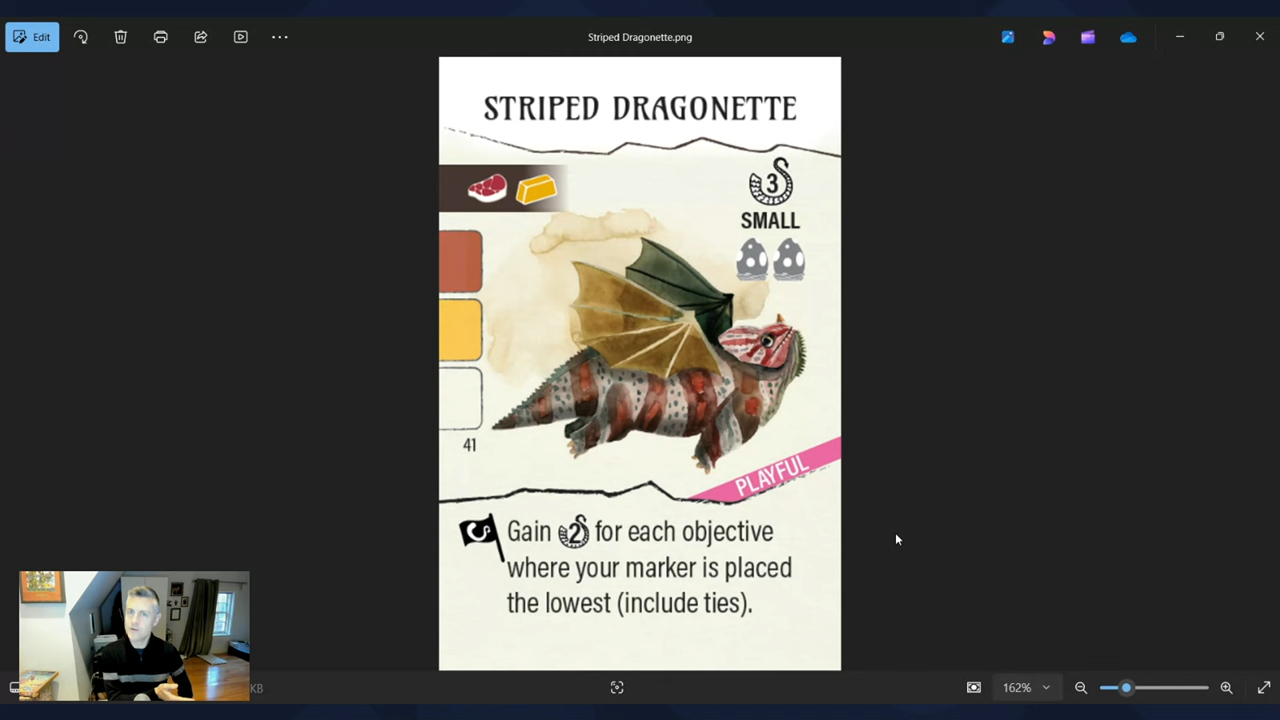 Edit
Striped Dragonette.png
STRIPED DRAGONETTE
3
SMALL
41
PLAYFUL
Gain 2 for each objective
where your marker is placed
the lowest (include ties).
KB
162%